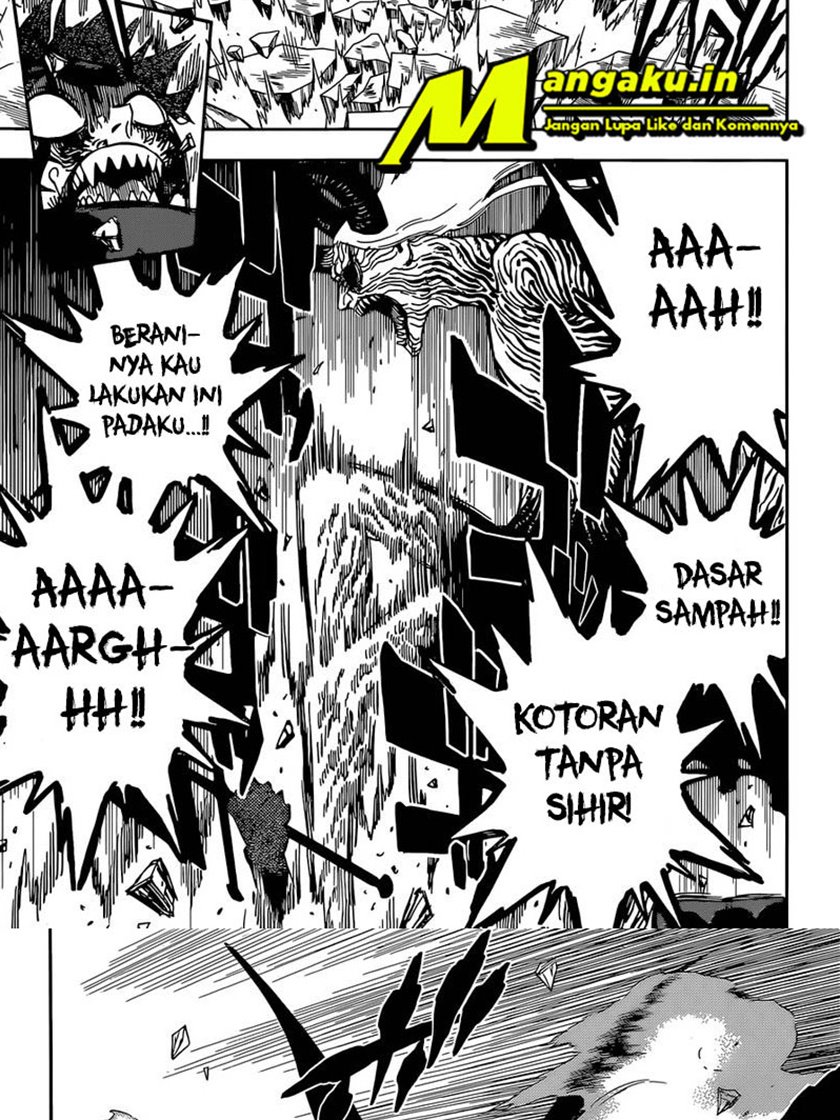 Mangaku.in
Jangan Lupa Like dan Komennya
AAA-
AAH!!
BERANI-
NYA KAU
LAKUKAN INI
PADAKU...!!
DASAR
SAMPAH!!
AAAA-
AARGH-
HH!!
KOTORAN
TANPA
SIHIR!